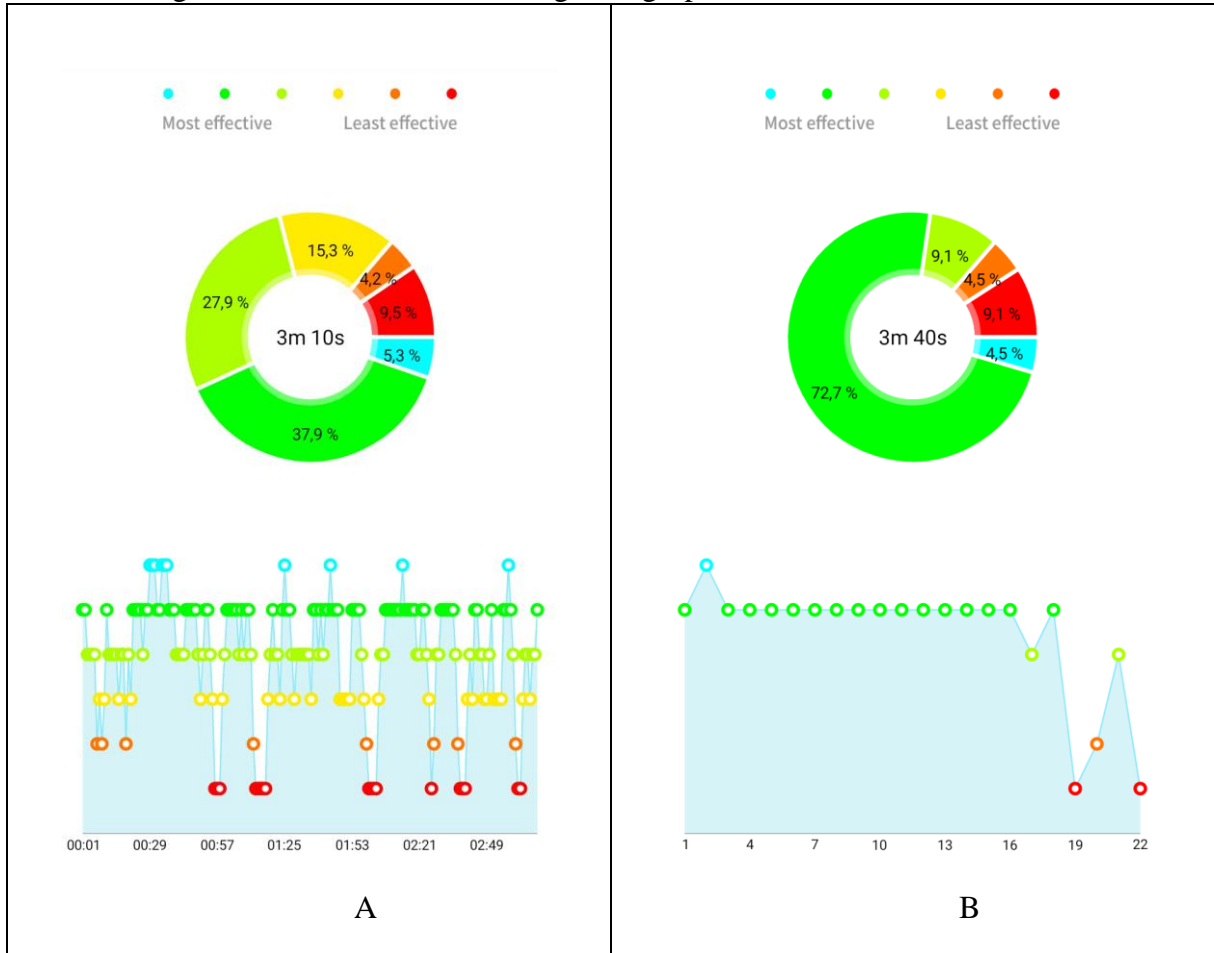 Most effective Least effective
15,3 %
4,2 %
27,9 %
9,5 %
3m 10s
5,3 %
37,9 %
00:01 00:29 00:57 01:25 01:53 02:21 02:49
A
Most effective Least effective
9,1 %
4,5 %
9,1 %
3m 40s
4,5 %
72,7 %
1 4 7 10 13 16 19 22
B